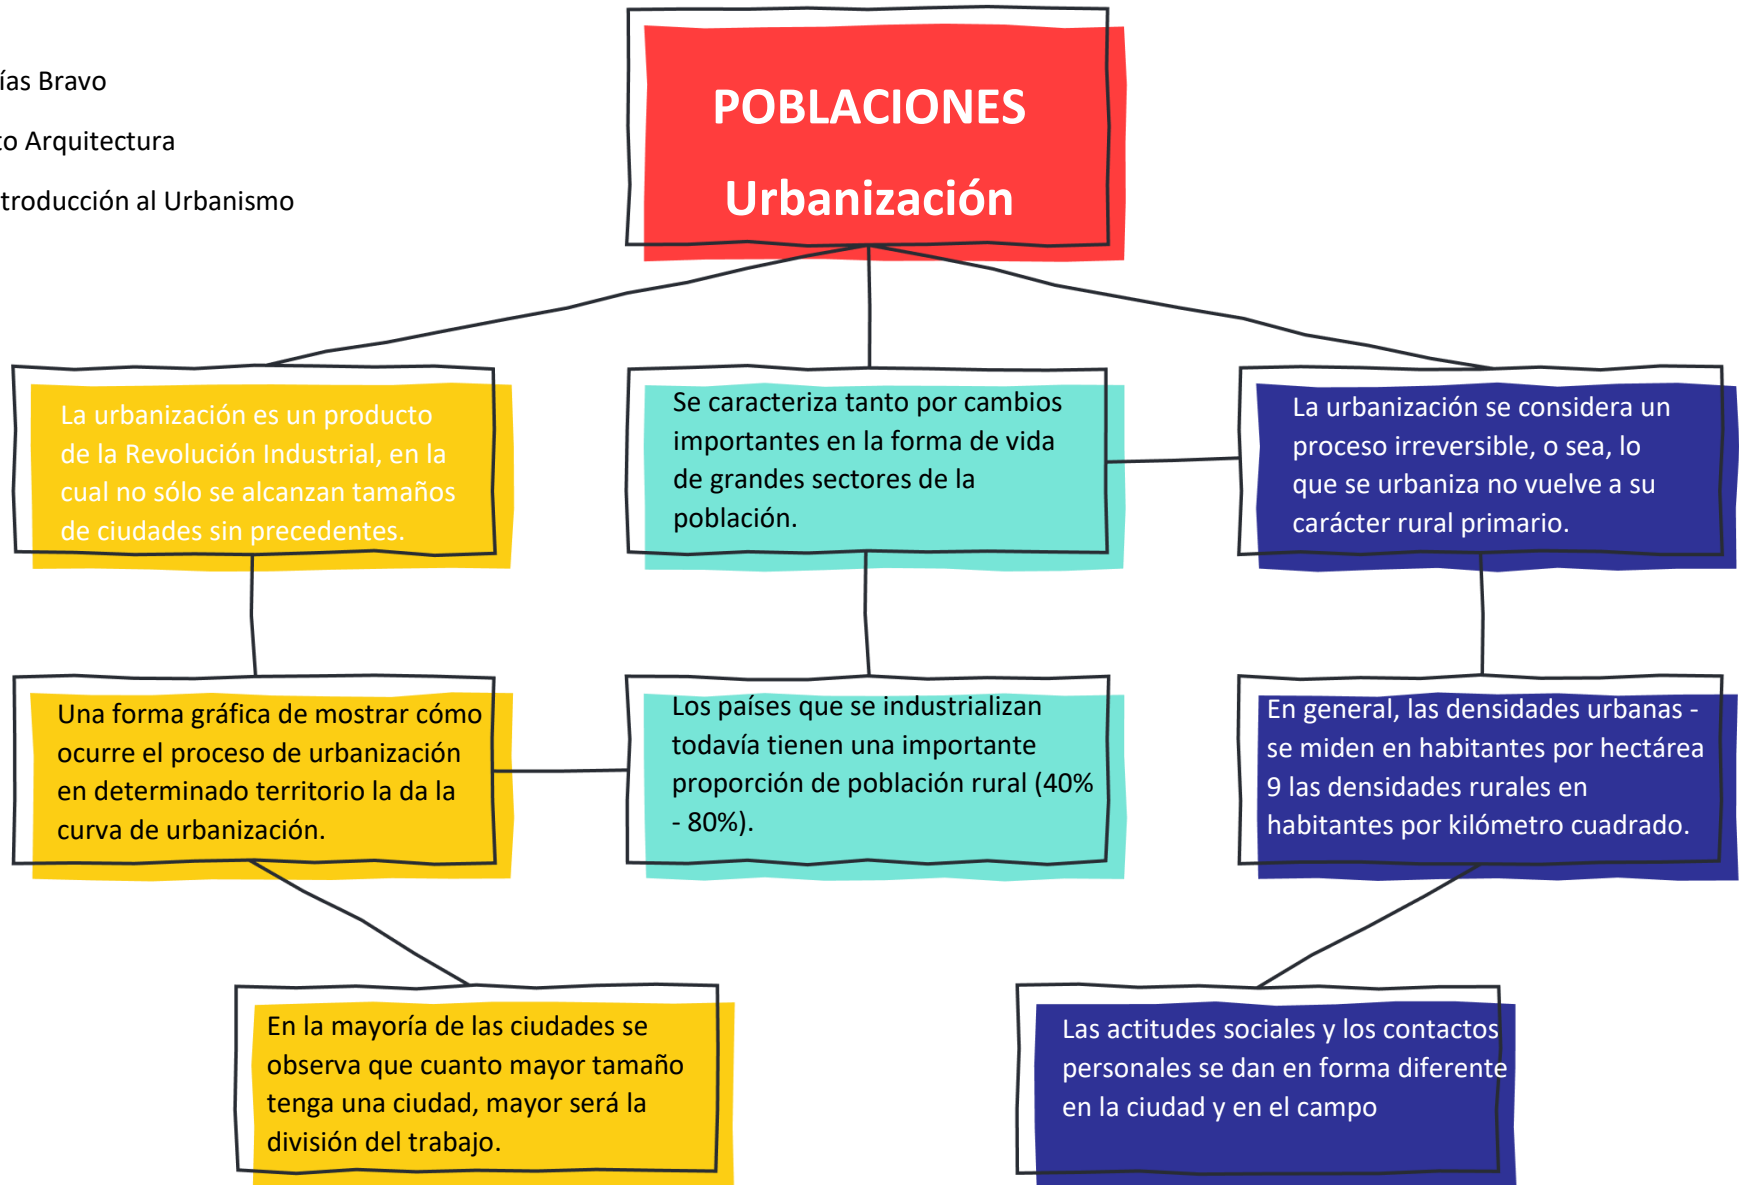 ías Bravo
to Arquitectura
troducción al Urbanismo
POBLACIONES
Urbanización
La urbanización es un producto
de la Revolución Industrial, en la
cual no sólo se alcanzan tamaños
de ciudades sin precedentes.
Se caracteriza tanto por cambios
importantes en la forma de vida
de grandes sectores de la
población.
La urbanización se considera un
proceso irreversible, o sea, lo
que se urbaniza no vuelve a su
carácter rural primario.
Una forma gráfica de mostrar cómo
ocurre el proceso de urbanización
en determinado territorio la da la
curva de urbanización.
Los países que se industrializan
todavía tienen una importante
proporción de población rural (40%
- 80%).
En general, las densidades urbanas -
se miden en habitantes por hectárea
9 las densidades rurales en
habitantes por kilómetro cuadrado.
En la mayoría de las ciudades se
observa que cuanto mayor tamaño
tenga una ciudad, mayor será la
división del trabajo.
Las actitudes sociales y los contactos
personales se dan en forma diferente
en la ciudad y en el campo